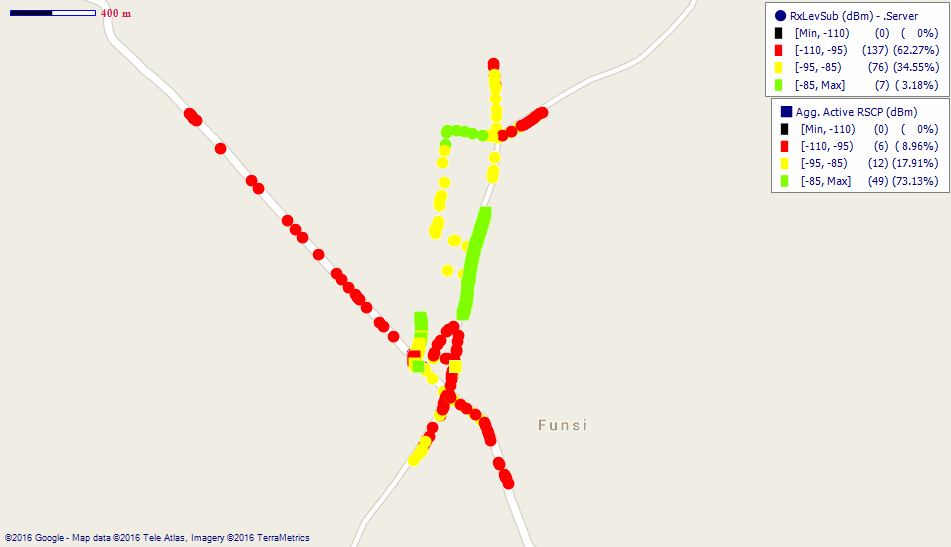 400 m
RxLevSub (dBm) - .Server
[Min, -110) (0) ( 0%)
[-110, -95) (137) (62.27%)
[-95, -85) (76) (34.55%)
[-85, Max] (7) ( 3.18%)
Agg. Active RSCP (dBm)
[Min, -110) (0) ( 0%)
[-110, -95) (6) ( 8.96%)
[-95, -85) (12) (17.91%)
[-85, Max] (49) (73.13%)
Funsi
©2016 Google - Map data ©2016 Tele Atlas, Imagery ©2016 TerraMetrics